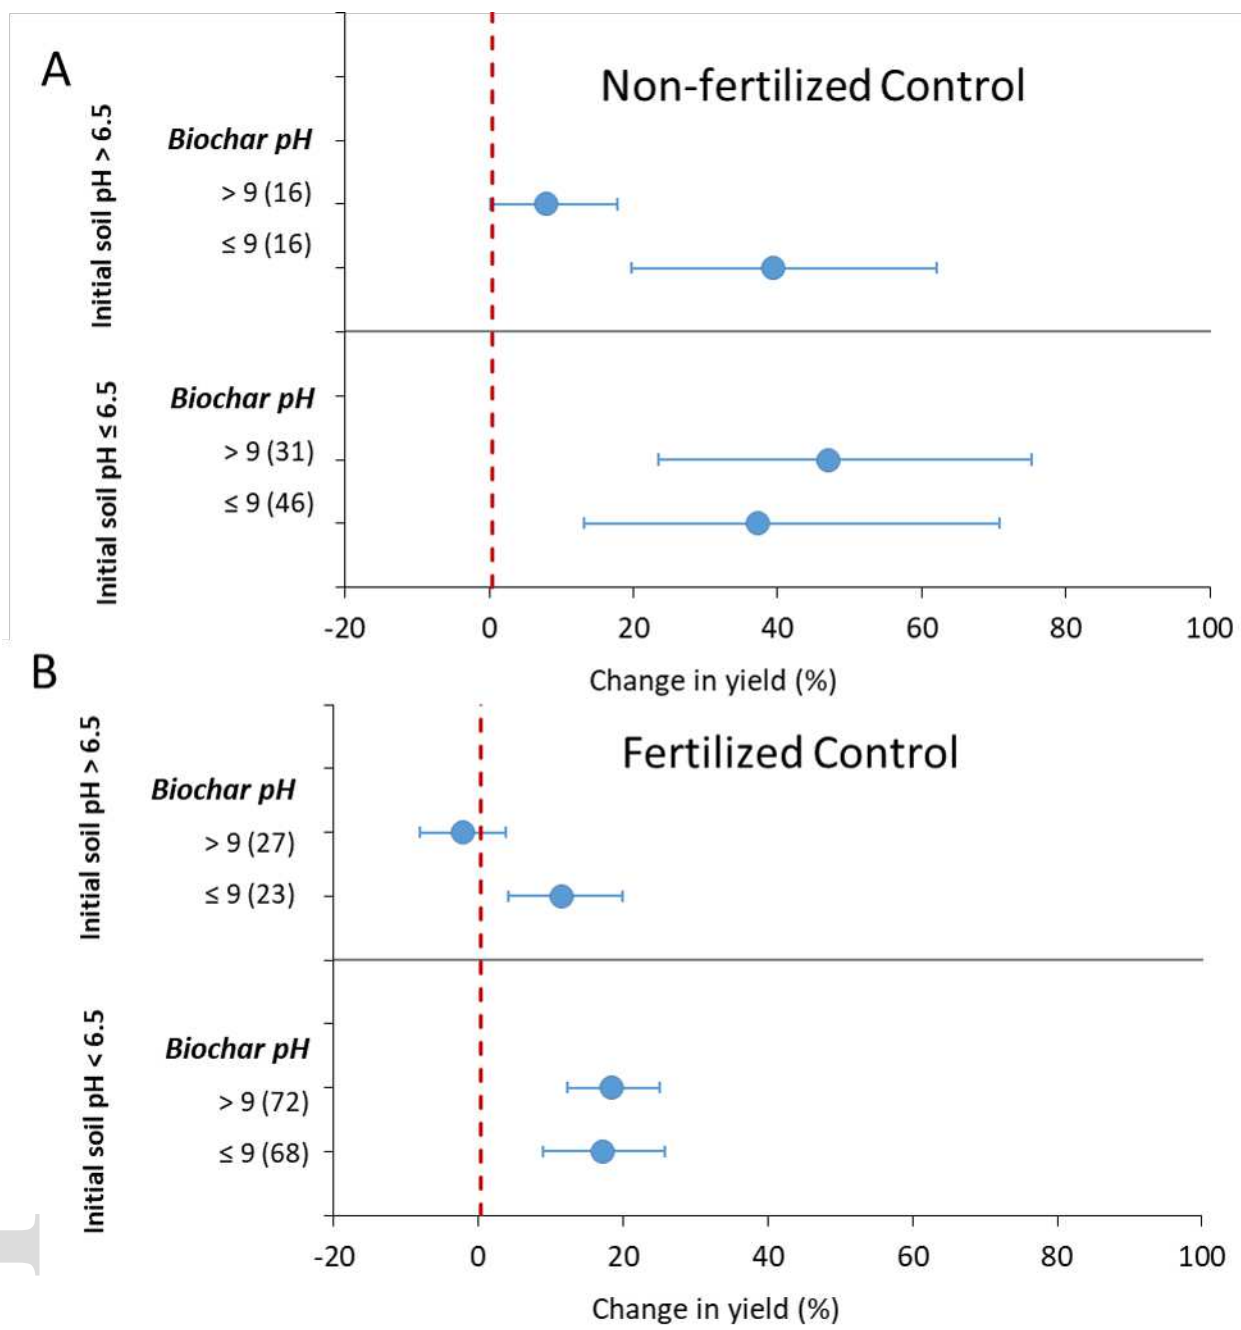 A
Non-fertilized Control
Initial soil pH > 6.5
Biochar pH
> 9 (16)
≤ 9 (16)
Initial soil pH ≤ 6.5
Biochar pH
> 9 (31)
≤ 9 (46)
-20 0 20 40 60 80 100
Change in yield (%)
B
Fertilized Control
Initial soil pH > 6.5
Biochar pH
> 9 (27)
≤ 9 (23)
Initial soil pH < 6.5
Biochar pH
> 9 (72)
≤ 9 (68)
-20 0 20 40 60 80 100
Change in yield (%)